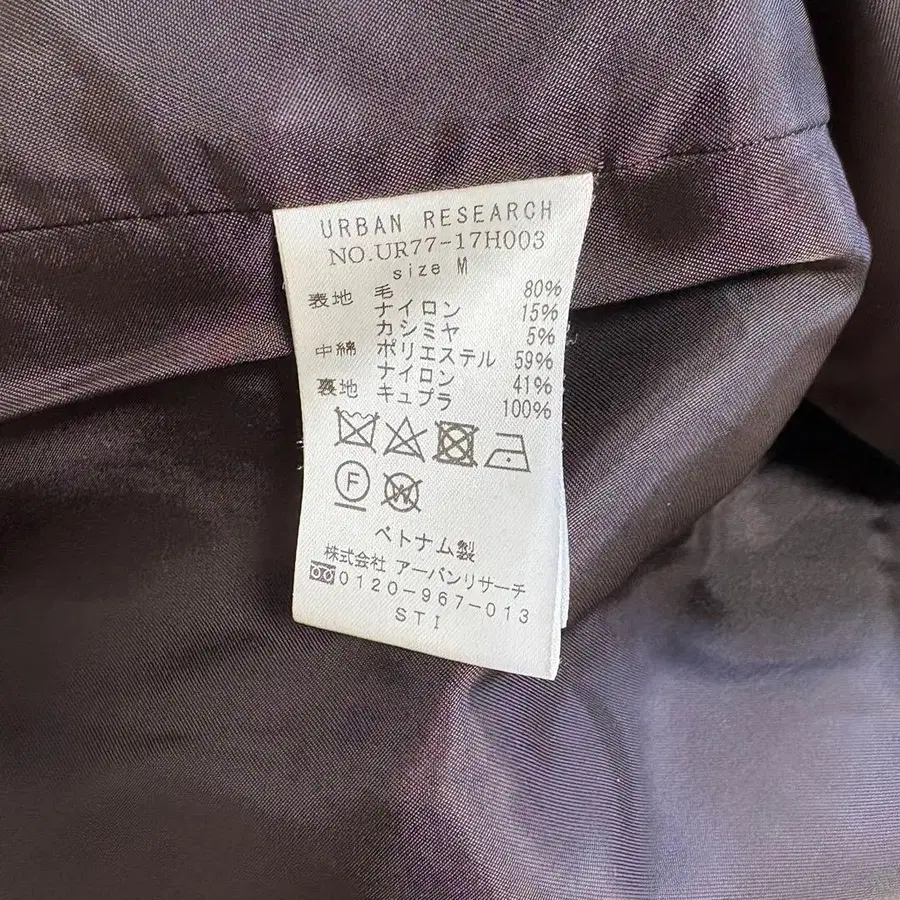 URBAN RESEARCH
NO.UR77-17H003
size M
表地 毛 80%
ナイロン 15%
カシミヤ 5%
中綿 ポリエステル 59%
ナイロン 41%
裏地 キュプラ 100%
F W
ベトナム製
株式会社 アーバンリサーチ
0120-967-013
STI